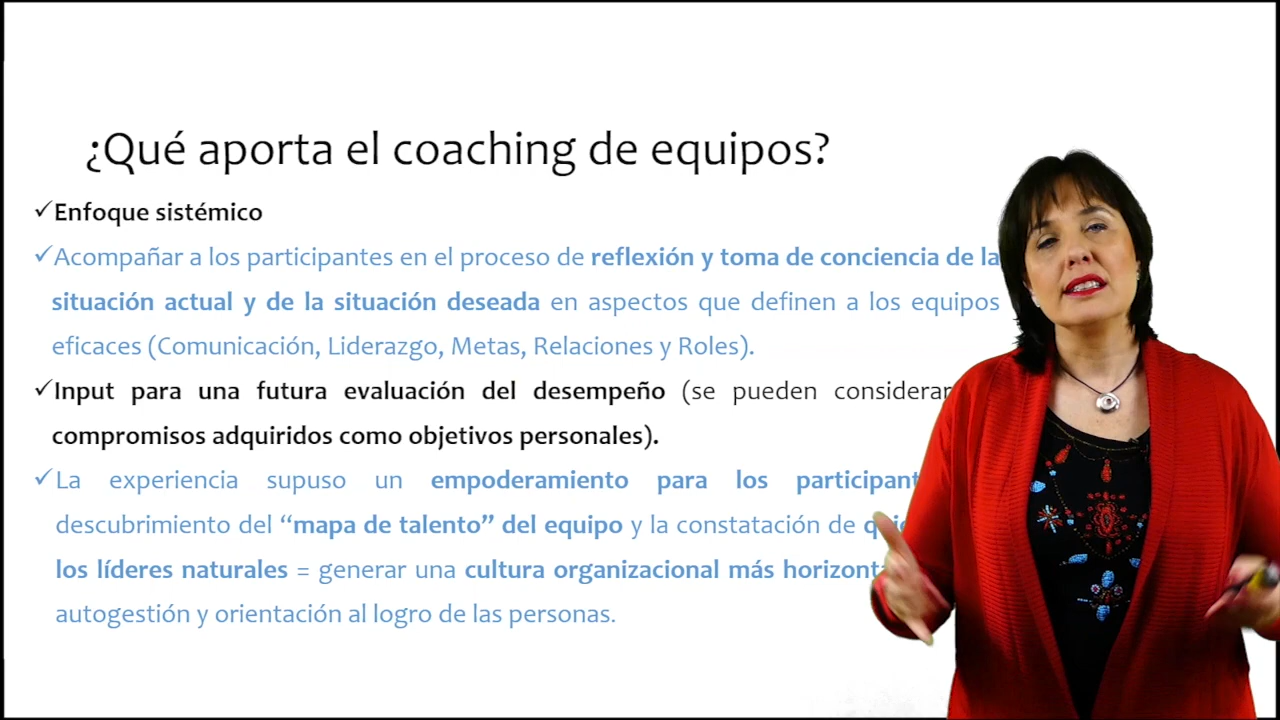 ¿Qué aporta el coaching de equipos?
✓Enfoque sistémico
✓Acompañar a los participantes en el proceso de reflexión y toma de conciencia de la
situación actual y de la situación deseada en aspectos que definen a los equipos
eficaces (Comunicación, Liderazgo, Metas, Relaciones y Roles).
✓Input para una futura evaluación del desempeño (se pueden considerar
compromisos adquiridos como objetivos personales).
✓La experiencia supuso un empoderamiento para los
descubrimiento del “mapa de talento” del equipo y la constatación de
los líderes naturales = generar una cultura organizacional más
autogestión y orientación al logro de las personas.